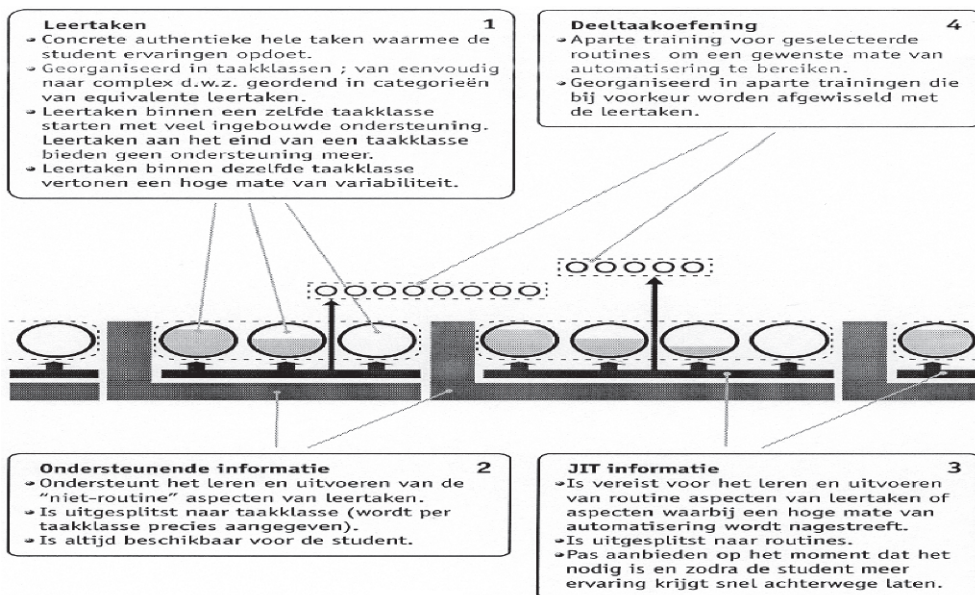 Leertaken 1
Concrete authentieke hele taken waarmee de
student ervaringen opdoet.
Georganiseerd in taakklassen ; van eenvoudig
naar complex d.w.z. geordend in categorieën
van equivalente leertaken.
Leertaken binnen een zelfde taakklasse
starten met veel ingebouwde ondersteuning.
Leertaken aan het eind van een taakklasse
bieden geen ondersteuning meer.
Leertaken binnen dezelfde taakklasse
vertonen een hoge mate van variabiliteit.
Deeltaakoefening 4
Aparte training voor geselecteerde
routines om een gewenste mate van
automatisering te bereiken.
Georganiseerd in aparte trainingen die
bij voorkeur worden afgewisseld met
de leertaken.
Ondersteunende informatie 2
Ondersteunt het leren en uitvoeren van de
"niet-routine" aspecten van leertaken.
Is uitgesplitst naar taakklasse (wordt per
taakklasse precies aangegeven).
Is altijd beschikbaar voor de student.
JIT informatie 3
Is vereist voor het leren en uitvoeren
van routine aspecten van leertaken of
aspecten waarbij een hoge mate van
automatisering wordt nagestreeft.
Is uitgesplitst naar routines.
Pas aanbieden op het moment dat het
nodig is en zodra de student meer
ervaring krijgt snel achterwege laten.